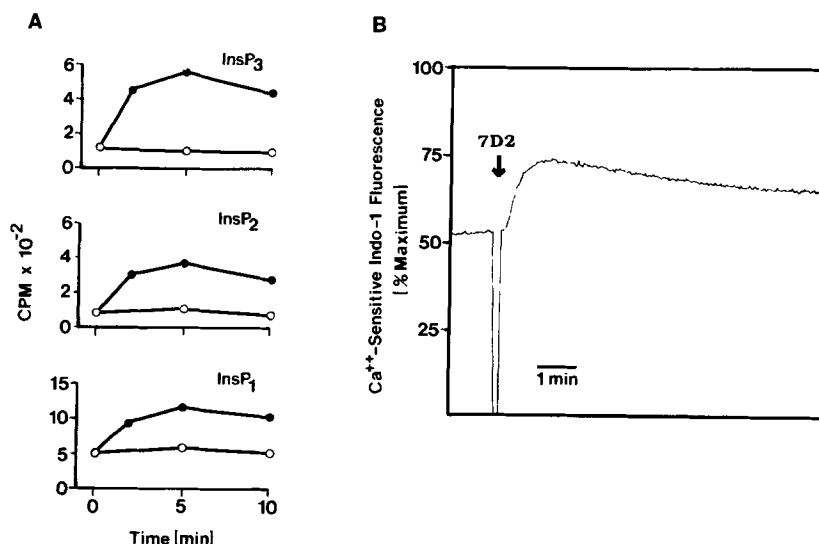 A
InsP3
6
4
2
0
InsP2
6
4
2
0
CPM x 10-2
InsP1
15
10
5
0
0 5 10
Time [min]
B
100
75
50
25
7D2
1 min
Ca++-Sensitive Indo-1 Fluorescence
[% Maximum]